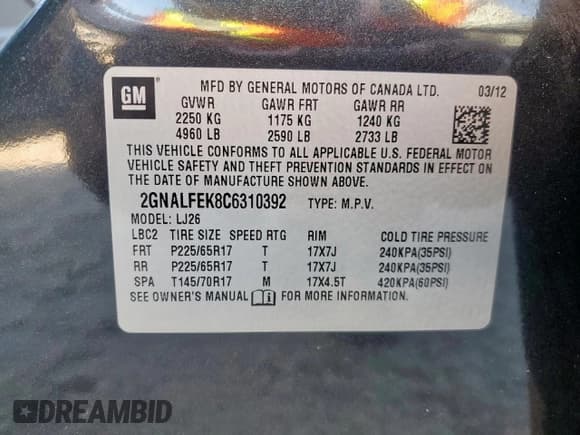 GM
MFD BY GENERAL MOTORS OF CANADA LTD. 03/12
GVWR GAWR FRT GAWR RR
2250 KG 1175 KG 1240 KG
4960 LB 2590 LB 2733 LB
THIS VEHICLE CONFORMS TO ALL APPLICABLE U.S. FEDERAL MOTOR
VEHICLE SAFETY AND THEFT PREVENTION STANDARDS IN EFFECT ON
THE DATE OF MANUFACTURE SHOWN ABOVE.
2GNALFEK8C6310392 TYPE: M.P.V.
MODEL: LJ26
LBC2 TIRE SIZE SPEED RTG RIM COLD TIRE PRESSURE
FRT P225/65R17 T 17X7J 240KPA(35PSI)
RR P225/65R17 T 17X7J 240KPA(35PSI)
SPA T145/70R17 M 17X4.5T 420KPA(60PSI)
SEE OWNER'S MANUAL FOR MORE INFORMATION.
DREAMBID